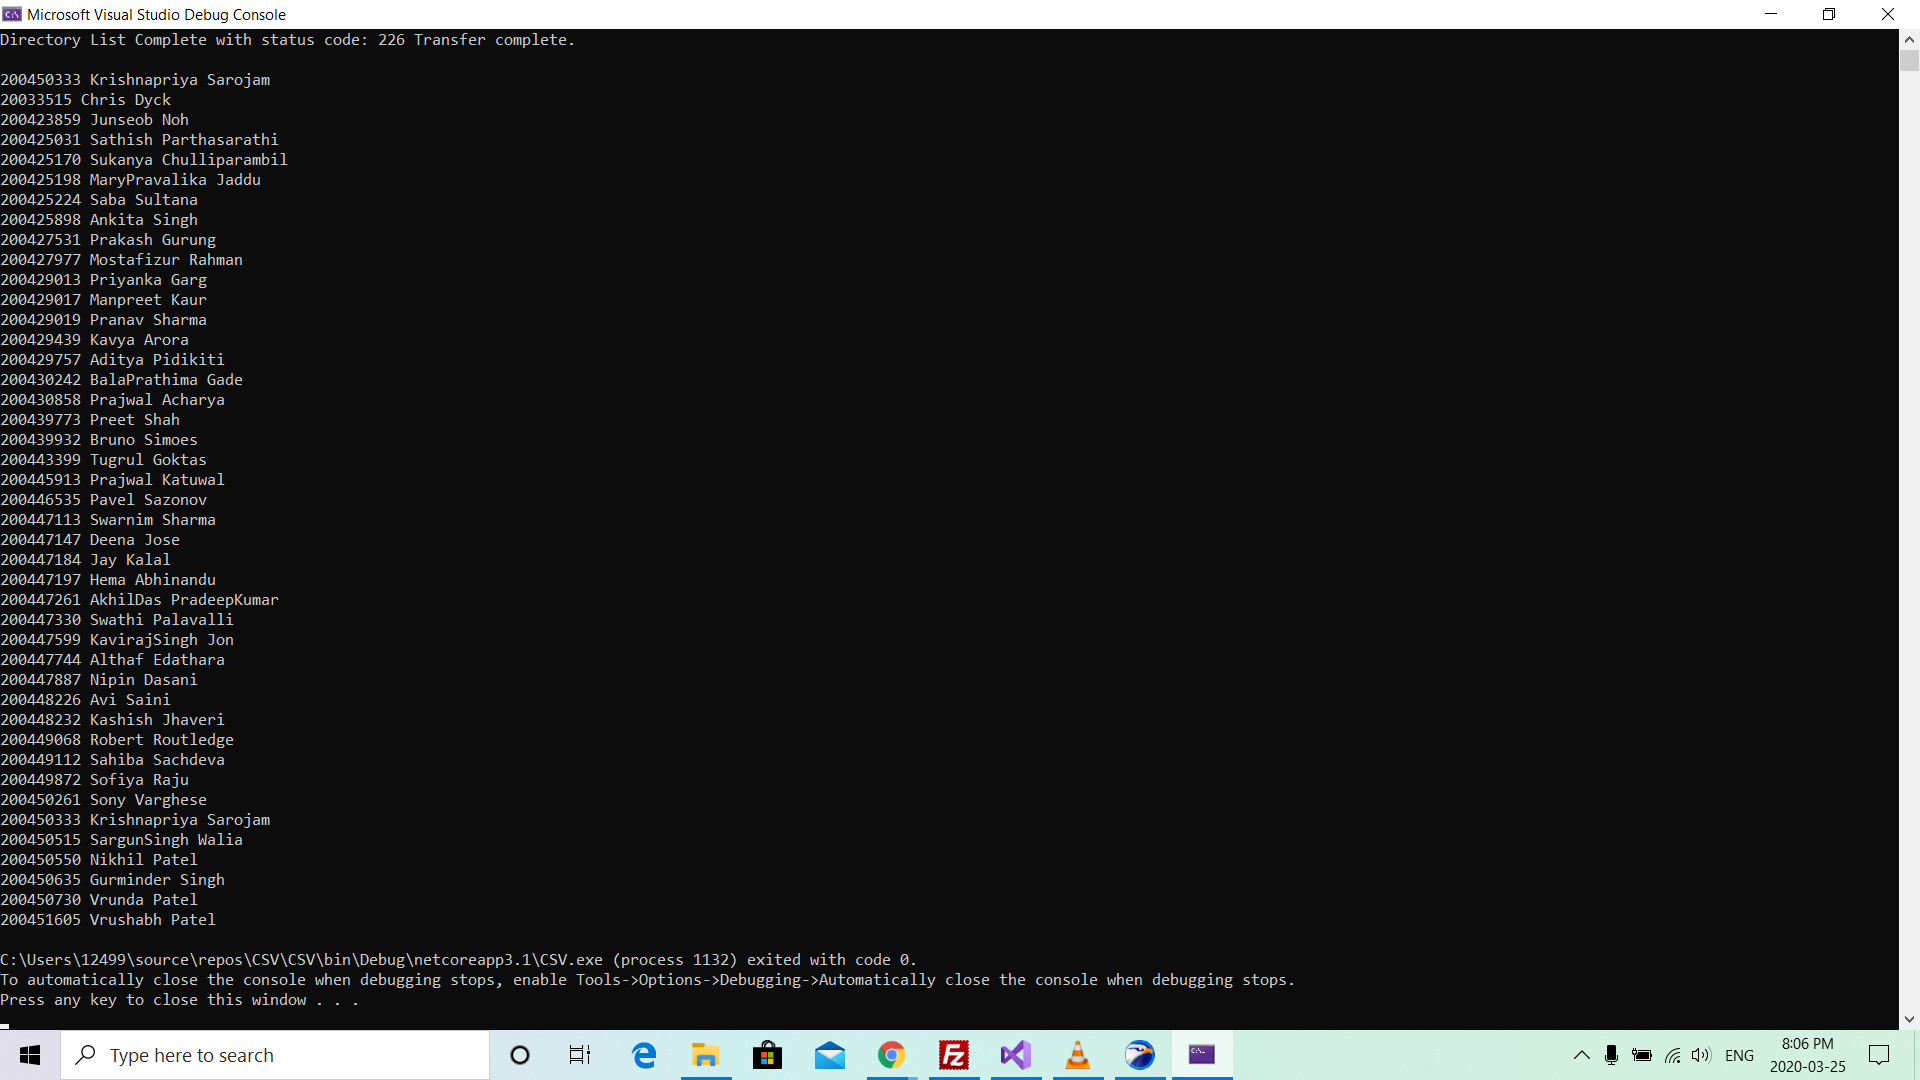 Microsoft Visual Studio Debug Console
Directory List Complete with status code: 226 Transfer complete.
200450333 Krishnapriya Sarojam
20033515 Chris Dyck
200423859 Junseob Noh
200425031 Sathish Parthasarathi
200425170 Sukanya Chulliparambil
200425198 MaryPravalika Jaddu
200425224 Saba Sultana
200425898 Ankita Singh
200427531 Prakash Gurung
200427977 Mostafizur Rahman
200429013 Priyanka Garg
200429017 Manpreet Kaur
200429019 Pranav Sharma
200429439 Kavya Arora
200429757 Aditya Pidikiti
200430242 BalaPrathima Gade
200430858 Prajwal Acharya
200439773 Preet Shah
200439932 Bruno Simoes
200443399 Tugrul Goktas
200445913 Prajwal Katuwal
200446535 Pavel Sazonov
200447113 Swarnim Sharma
200447147 Deena Jose
200447184 Jay Kalal
200447197 Hema Abhinandu
200447261 AkhilDas PradeepKumar
200447330 Swathi Palavalli
200447599 KavirajSingh Jon
200447744 Althaf Edathara
200447887 Nipin Dasani
200448226 Avi Saini
200448232 Kashish Jhaveri
200449068 Robert Routledge
200449112 Sahiba Sachdeva
200449872 Sofiya Raju
200450261 Sony Varghese
200450333 Krishnapriya Sarojam
200450515 SargunSingh Walia
200450550 Nikhil Patel
200450635 Gurminder Singh
200450730 Vrunda Patel
200451605 Vrushabh Patel
C:\Users\12499\source\repos\CSV\CSV\bin\Debug\netcoreapp3.1\CSV.exe (process 1132) exited with code 0.
To automatically close the console when debugging stops, enable Tools->Options->Debugging->Automatically close the console when debugging stops.
Press any key to close this window . . .
Type here to search
ENG
8:06 PM
2020-03-25